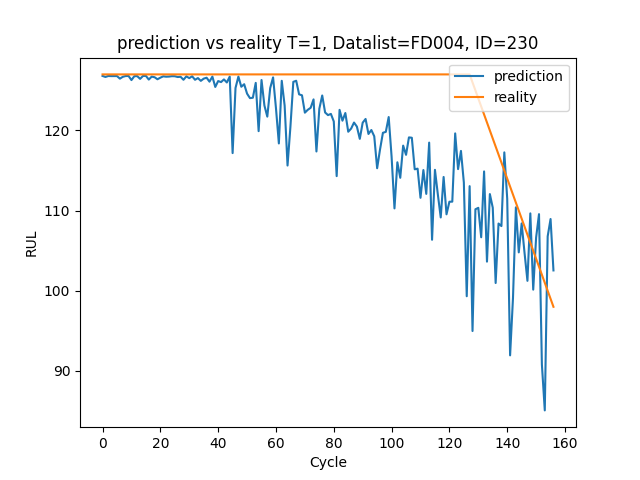 prediction vs reality T=1, Datalist=FD004, ID=230
prediction
reality
RUL
120
110
100
90
0 20 40 60 80 100 120 140 160
Cycle